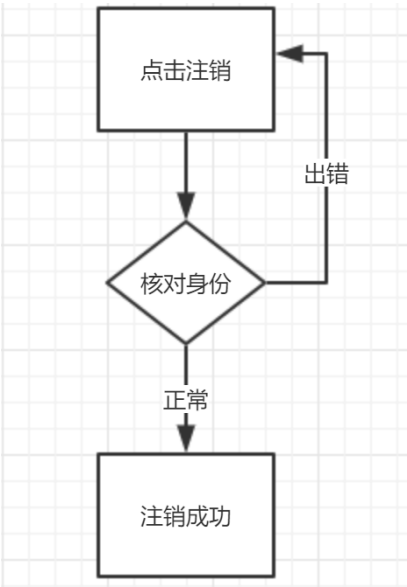 点击注销
出错
核对身份
正常
注销成功